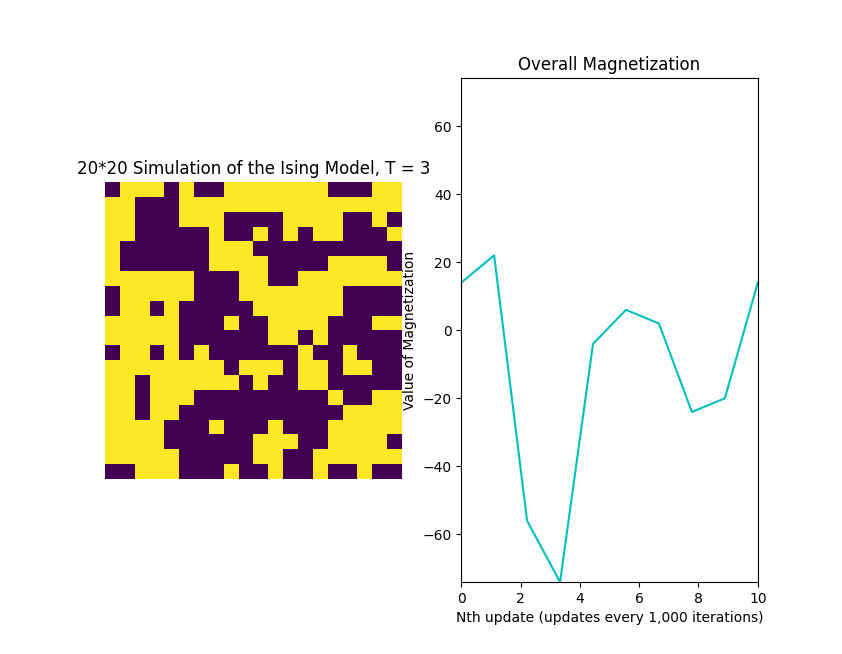 20*20 Simulation of the Ising Model, T = 3
Overall Magnetization
Value of Magnetization
60
40
20
0
−20
−40
−60
0 2 4 6 8 10
Nth update (updates every 1,000 iterations)